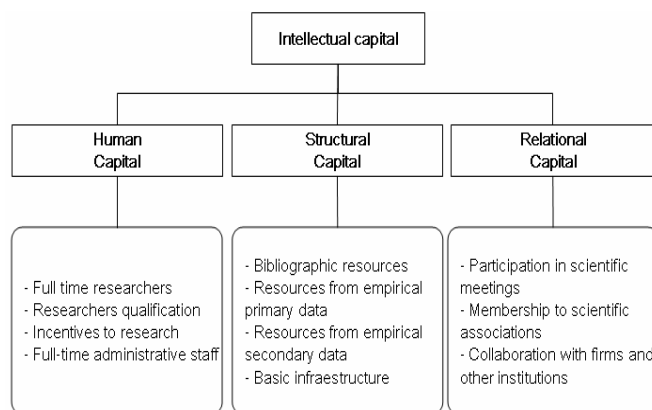 Intellectual capital
Human
Capital
Structural
Capital
Relational
Capital
- Full time researchers
- Researchers qualification
- Incentives to research
- Full-time administrative staff
- Bibliographic resources
- Resources from empirical
primary data
- Resources from empirical
secondary data
- Basic infraestructure
- Participation in scientific
meetings
- Membership to scientific
associations
- Collaboration with firms and
other institutions